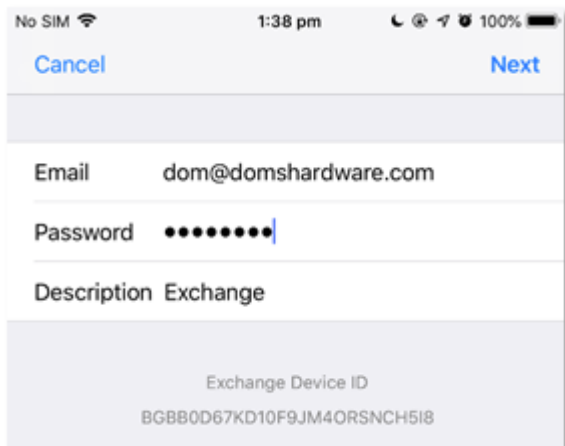 No SIM 1:38 pm 100%
Cancel Next
Email dom@domshardware.com
Password ●●●●●●●●
Description Exchange
Exchange Device ID
BGBB0D67KD10F9JM4ORSNCH5I8